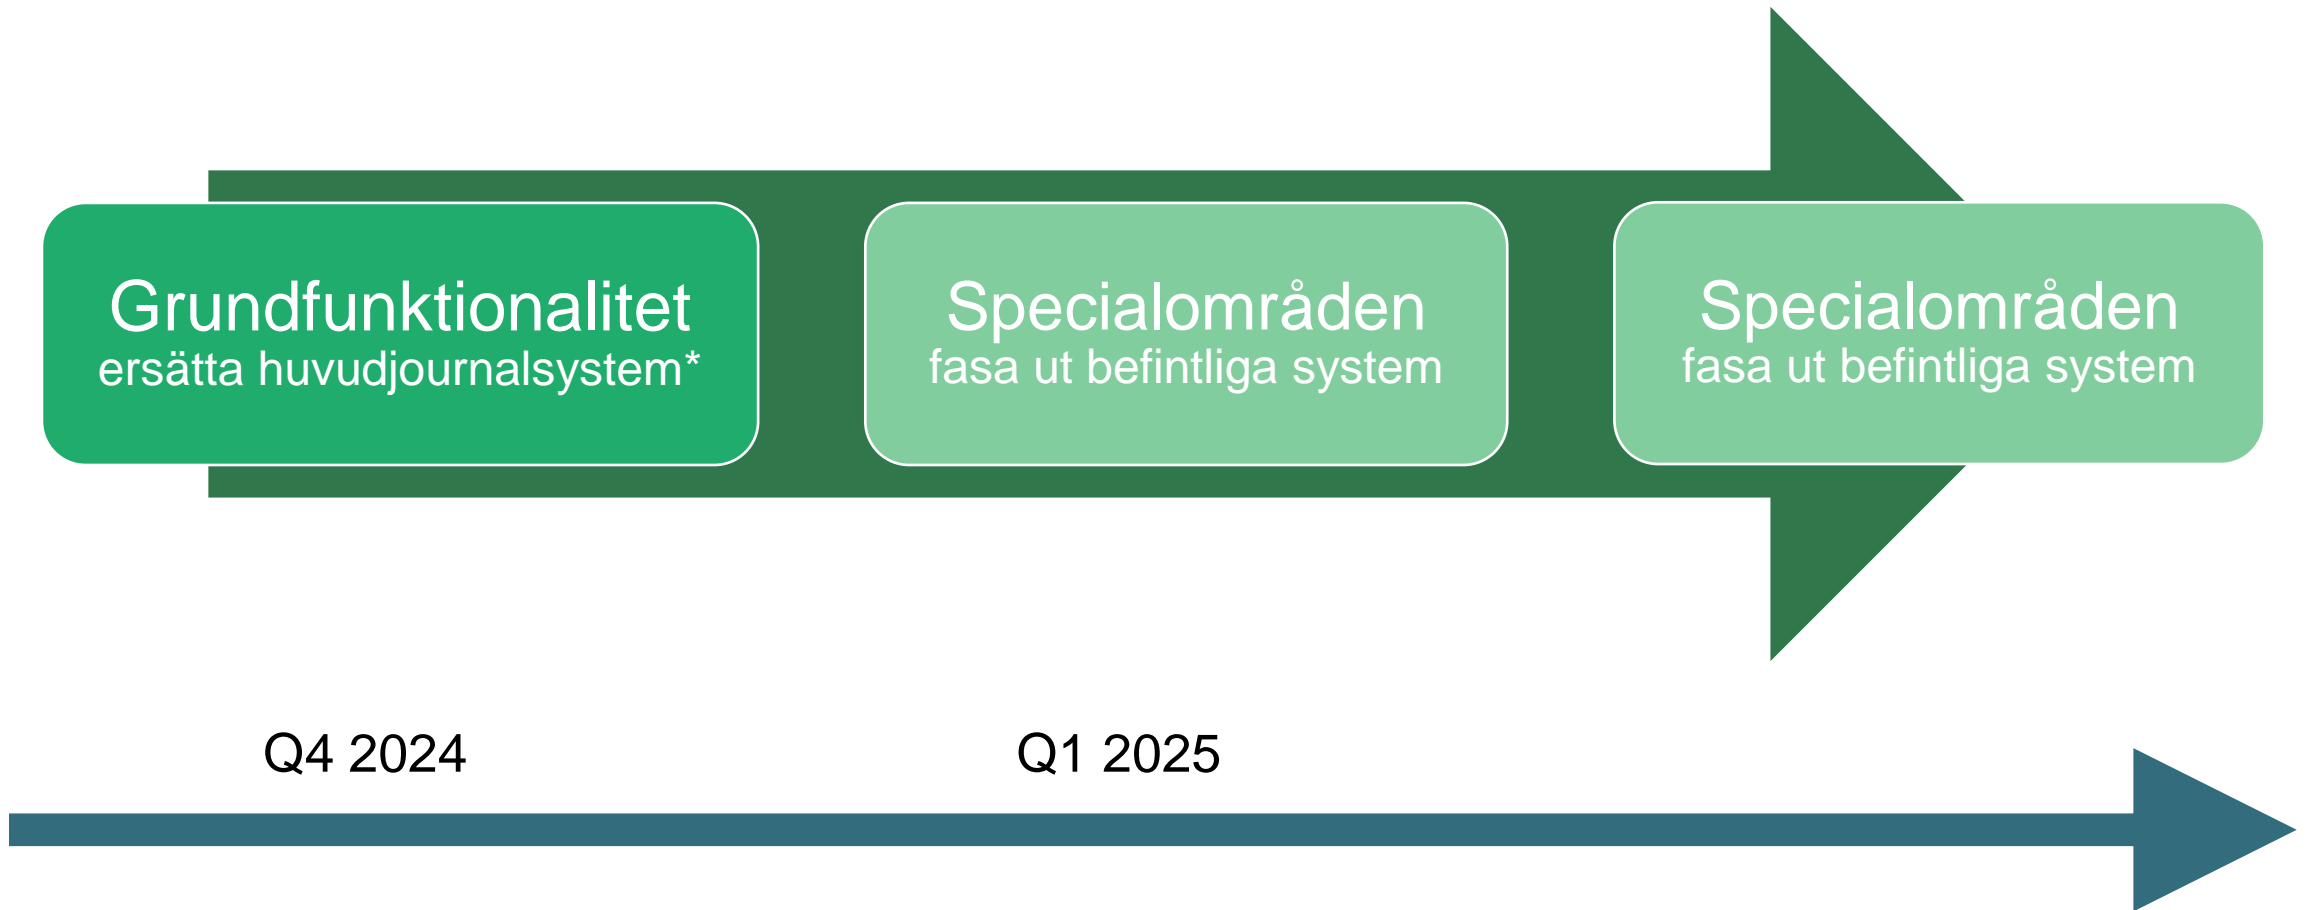 Grundfunktionalitet
ersätta huvudjournalsystem*
Specialområden
fasa ut befintliga system
Specialområden
fasa ut befintliga system
Q4 2024
Q1 2025